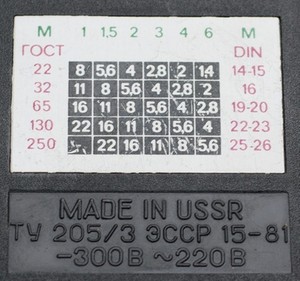 М 1 1,5 2 3 4 6 М
ГОСТ DIN
22 8 5,6 4 2,8 2 1,4 14-15
32 11 8 5,6 4 2,8 2 16
65 16 11 8 5,6 4 2,8 19-20
130 22 16 11 8 5,6 4 22-23
250 22 16 11 8 5,6 25-26
MADE IN USSR
ТУ 205/3 ЭССР 15-81
-300В ~220В